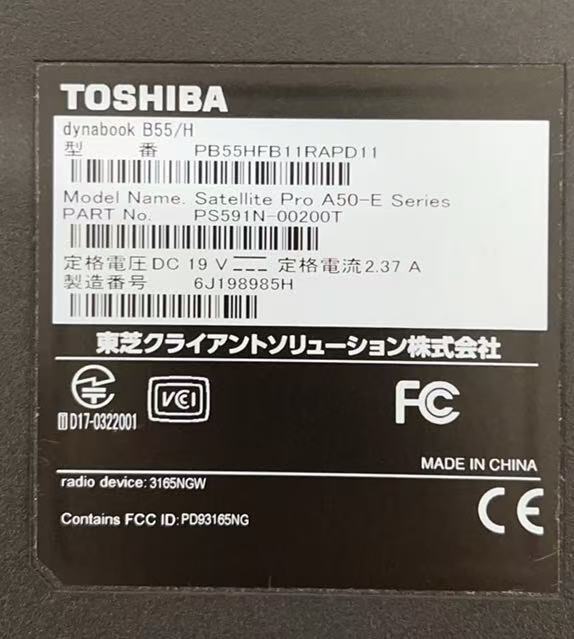 TOSHIBA
dynabook B55/H
型 番 PB55HFB11RAPD11
Model Name. Satellite Pro A50-E Series
PART No. PS591N-00200T
定格電圧DC 19 V 定格電流2.37 A
製造番号 6J198985H
東芝クライアントソリューション株式会社
D17-0322001
VCI
FC
MADE IN CHINA
radio device: 3165NGW
Contains FCC ID: PD93165NG
CE